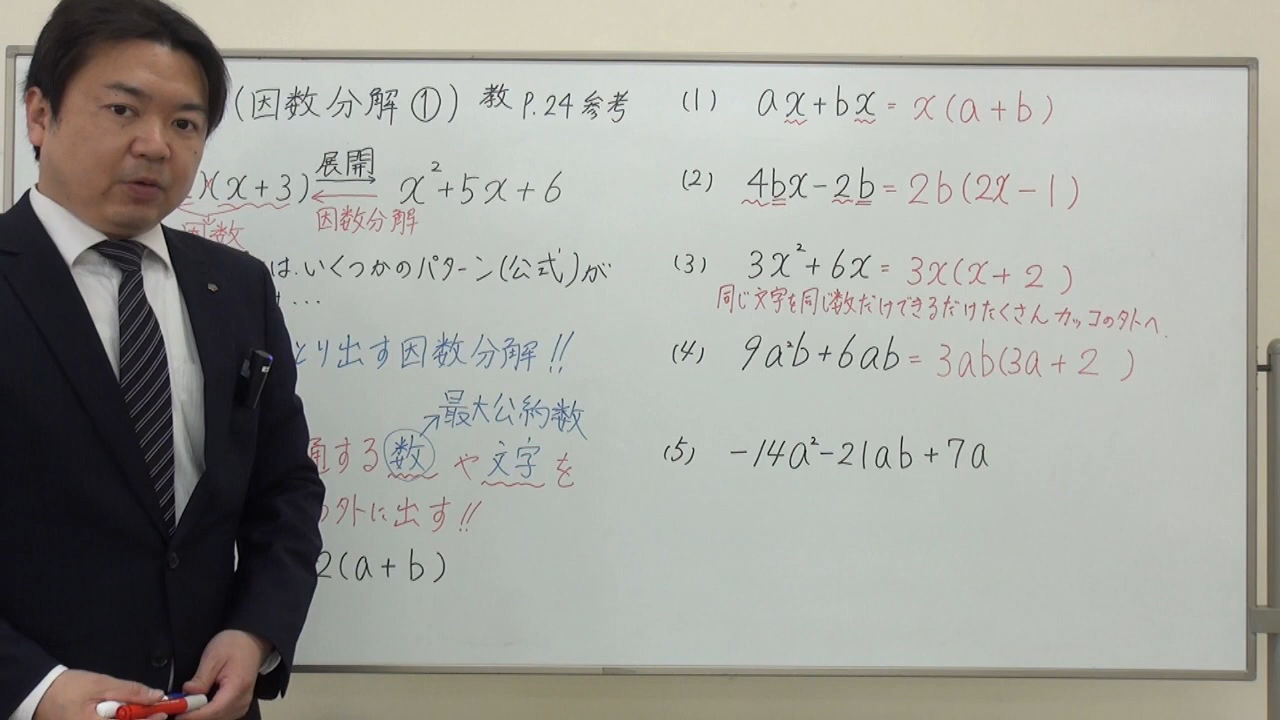 (因数分解①) 教 P.24 参考
)(x+3) 展開 x²+5x+6
因数分解
因数
は、いくつかのパターン(公式)が
…
とり出す因数分解!!
最大公約数
通する数や文字を
の外に出す!!
2(a+b)
(1) ax+bx=x(a+b)
(2) 4bx-2b=2b(2x-1)
(3) 3x²+6x=3x(x+2)
同じ文字を同じ数だけできるだけたくさんカッコの外へ.
(4) 9a²b+6ab=3ab(3a+2)
(5) -14a²-21ab+7a